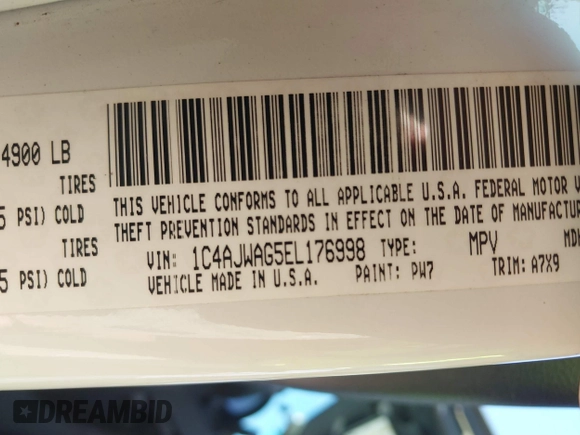 4900 LB
TIRES
PSI) COLD
TIRES
5 PSI) COLD
THIS VEHICLE CONFORMS TO ALL APPLICABLE U.S.A. FEDERAL MOTOR
THEFT PREVENTION STANDARDS IN EFFECT ON THE DATE OF
VIN: 1C4AJWAG5EL176998 TYPE: MPV
VEHICLE MADE IN U.S.A. PAINT: PW7 TRIM: A7X9
DREAMBID